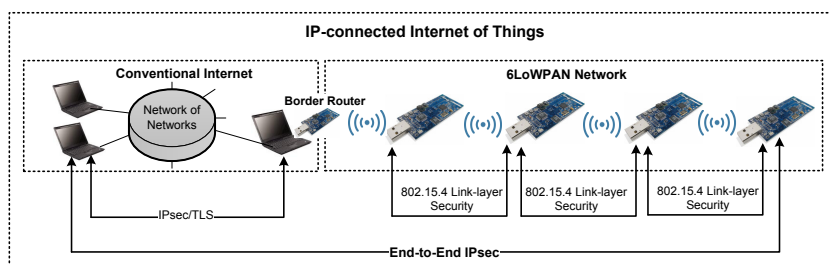 IP-connected Internet of Things
Conventional Internet
6LoWPAN Network
Border Router
Network of
Networks
802.15.4 Link-layer
Security
802.15.4 Link-layer
Security
802.15.4 Link-layer
Security
IPsec/TLS
End-to-End IPsec